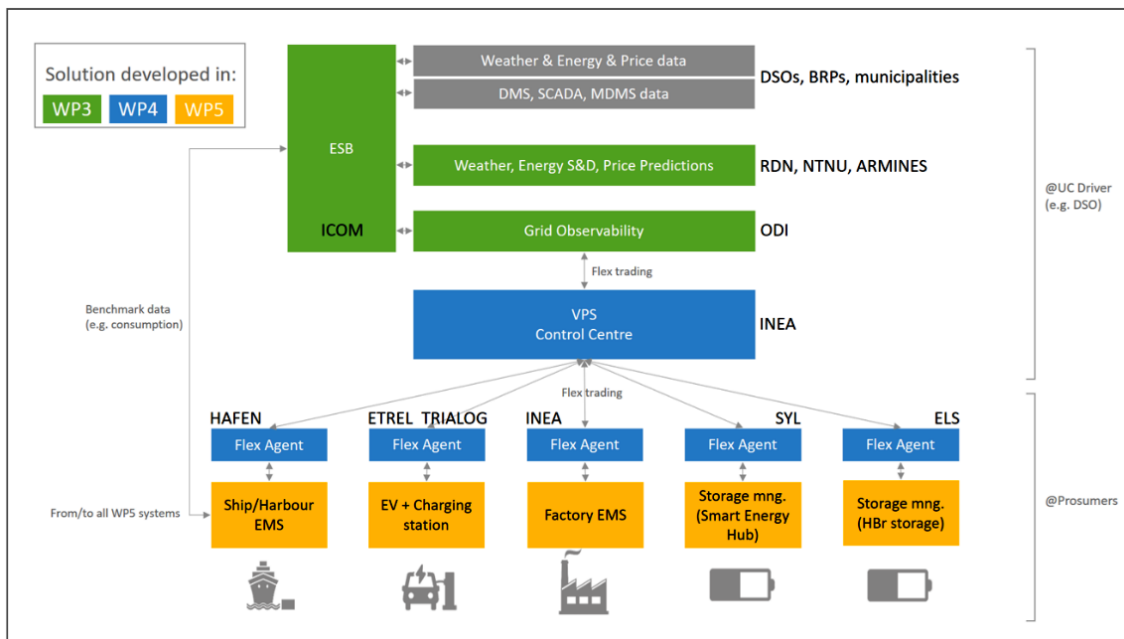 Solution developed in:
WP3 WP4 WP5
Weather & Energy & Price data
DMS, SCADA, MDMS data
DSOs, BRPs, municipalities
ESB
Weather, Energy S&D, Price Predictions
RDN, NTNU, ARMINES
@UC Driver
(e.g. DSO)
ICOM
Grid Observability
ODI
Flex trading
Benchmark data
(e.g. consumption)
VPS
Control Centre
INEA
Flex trading
HAFEN
ETREL TRIALOG
INEA
SYL
ELS
Flex Agent
Flex Agent
Flex Agent
Flex Agent
Flex Agent
From/to all WP5 systems
Ship/Harbour
EMS
EV + Charging
station
Factory EMS
Storage mng.
(Smart Energy
Hub)
Storage mng.
(HBr storage)
@Prosumers